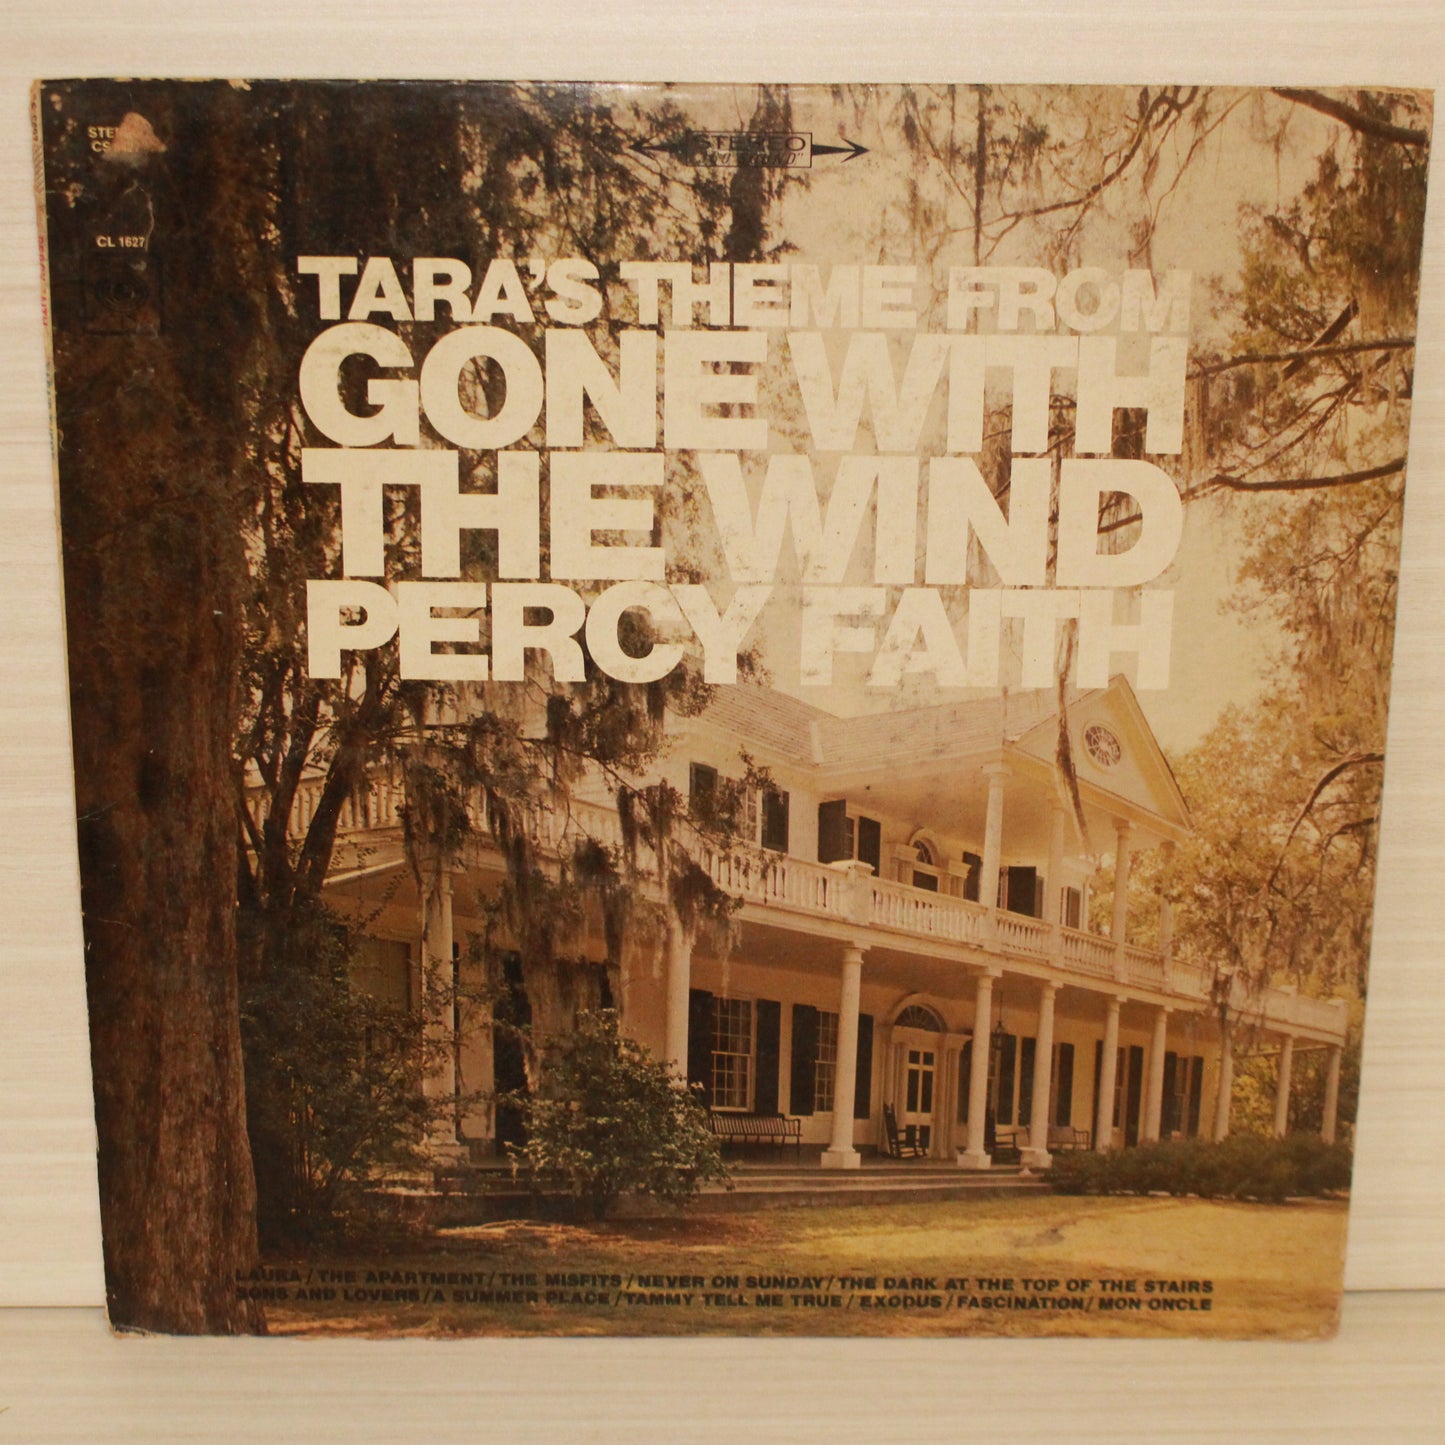 STEREO
"360 SOUND"
CL 1627
TARA'S THEME FROM
GONE WITH
THE WIND
PERCY FAITH
LAURA / THE APARTMENT / THE MISFITS / NEVER ON SUNDAY / THE DARK AT THE TOP OF THE STAIRS
SONS AND LOVERS / A SUMMER PLACE / TAMMY TELL ME TRUE / EXODUS / FASCINATION / MON ONCLE